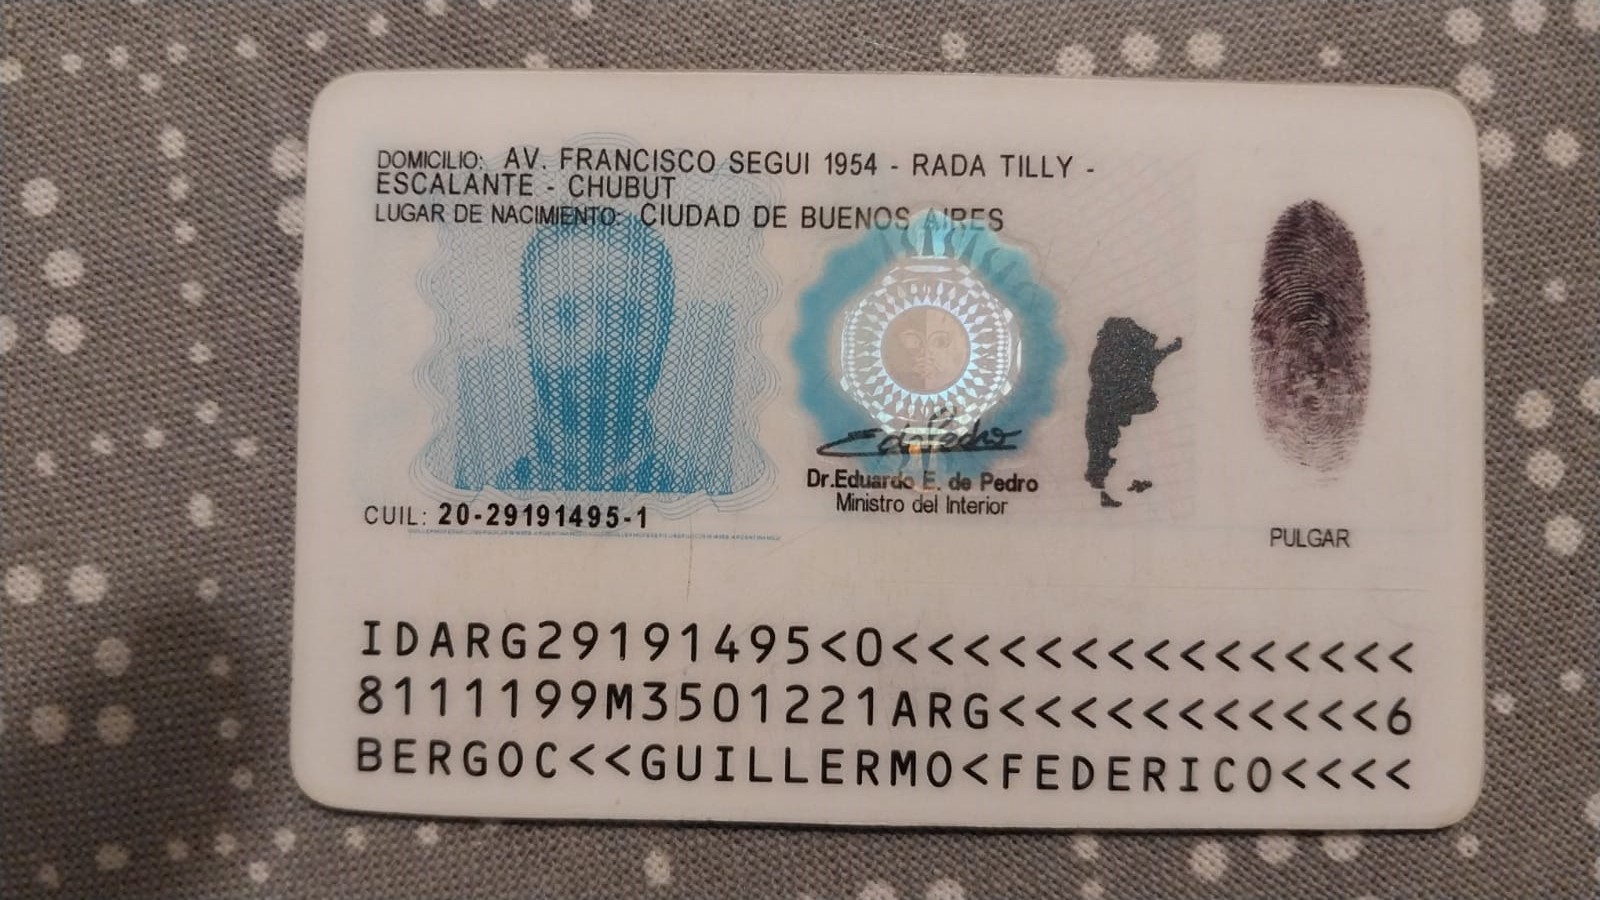 DOMICILIO: AV. FRANCISCO SEGUI 1954 - RADA TILLY -
ESCALANTE - CHUBUT
LUGAR DE NACIMIENTO: CIUDAD DE BUENOS AIRES
Dr.Eduardo E. de Pedro
Ministro del Interior
CUIL: 20-29191495-1
PULGAR
IDARG29191495<0<<<<<<<<<<<<<<<
8111199M3501221ARG<<<<<<<<<<<6
BERGOC<<GUILLERMO<FEDERICO<<<<